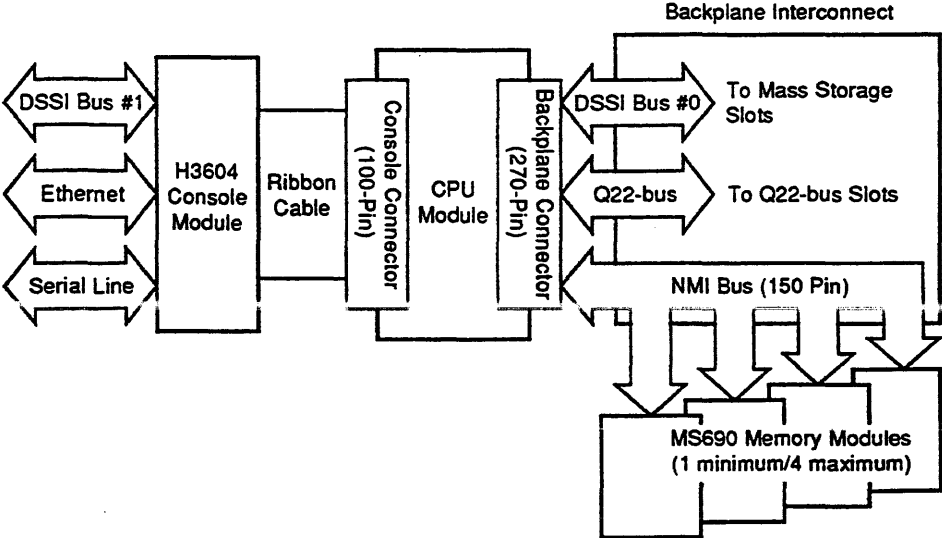 Backplane Interconnect
DSSI Bus #1
Ethernet
Serial Line
H3604
Console
Module
Ribbon
Cable
Console Connector
(100-Pin)
CPU
Module
Backplane Connector
(270-Pin)
DSSI Bus #0
To Mass Storage
Slots
Q22-bus
To Q22-bus Slots
NMI Bus (150 Pin)
MS690 Memory Modules
(1 minimum/4 maximum)